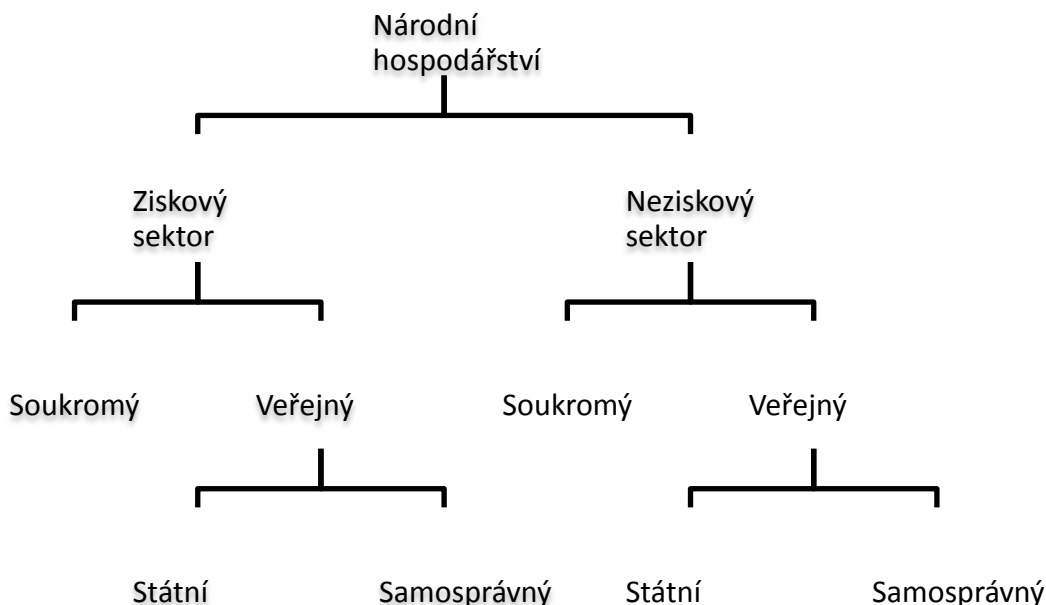 Národní
hospodářství
Ziskový
sektor
Neziskový
sektor
Soukromý
Veřejný
Soukromý
Veřejný
Státní
Samosprávný
Státní
Samosprávný